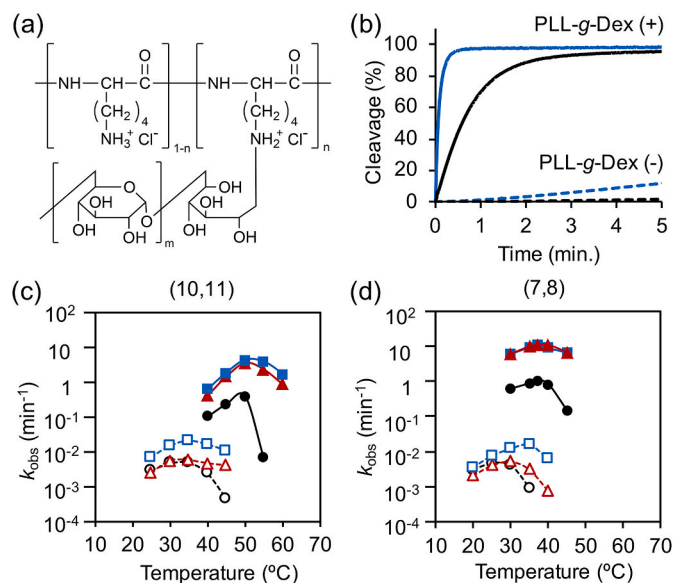 (a)
O
O
NH CH C NH CH C
(CH₂)₄ (CH₂)₄
NH₃⁺ Cl⁻ 1-n NH₂⁺ Cl⁻ n
O OH
O OH
OH O OH
OH OH m OH
(b)
PLL-g-Dex (+)
100
80
60
40
20
0
Cleavage (%)
PLL-g-Dex (-)
0 1 2 3 4 5
Time (min.)
(c) (10,11)
10²
10
1
10⁻¹
10⁻²
10⁻³
10⁻⁴
k_obs (min⁻¹)
10 20 30 40 50 60 70
Temperature (ºC)
(d) (7,8)
10²
10
1
10⁻¹
10⁻²
10⁻³
10⁻⁴
k_obs (min⁻¹)
10 20 30 40 50 60 70
Temperature (ºC)